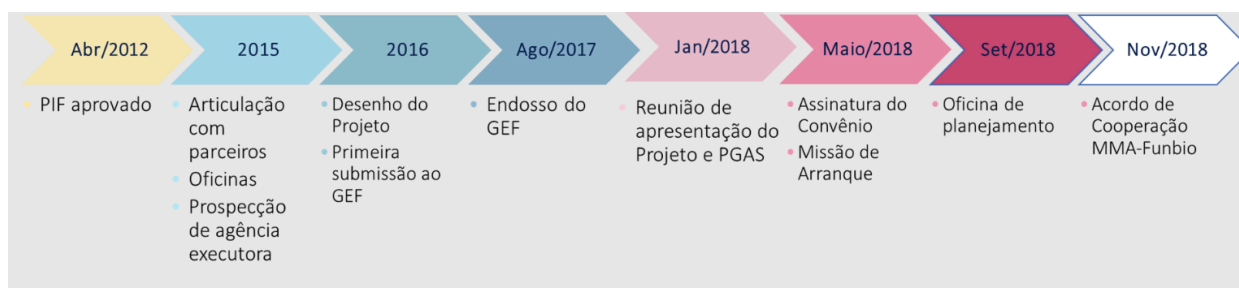 Abr/2012
• PIF aprovado
2015
• Articulação
com
parceiros
• Oficinas
• Prospecção
de agência
executora
2016
• Desenho do
Projeto
• Primeira
submissão ao
GEF
Ago/2017
• Endosso do
GEF
Jan/2018
• Reunião de
apresentação do
Projeto e PGAS
Maio/2018
• Assinatura do
Convênio
• Missão de
Arranque
Set/2018
• Oficina de
planejamento
Nov/2018
• Acordo de
Cooperação
MMA-Funbio